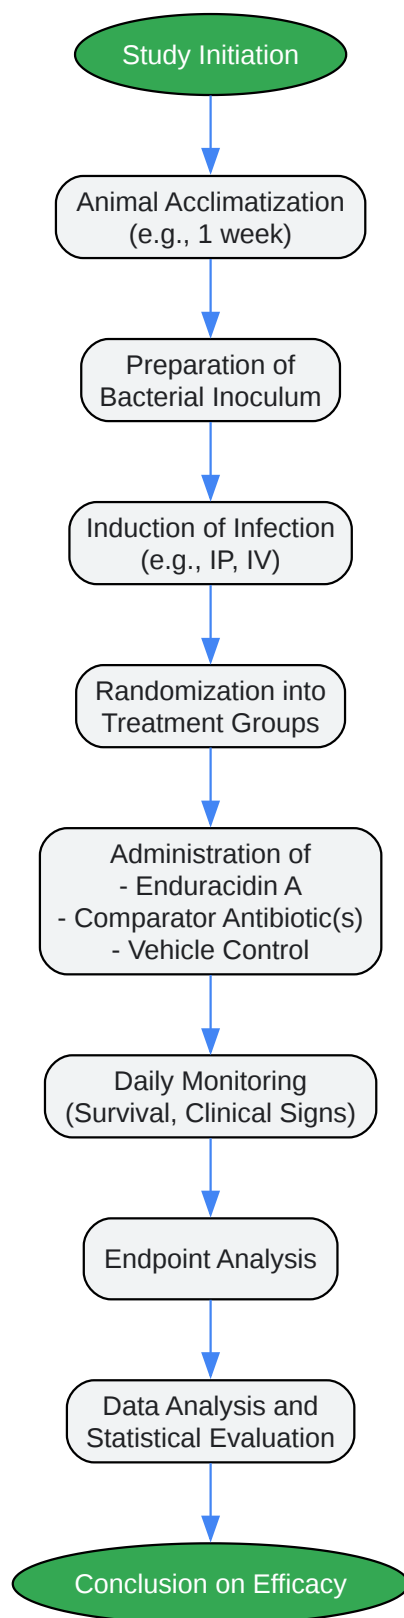 Study Initiation
Animal Acclimatization
(e.g., 1 week)
Preparation of
Bacterial Inoculum
Induction of Infection
(e.g., IP, IV)
Randomization into
Treatment Groups
Administration of
- Enduracidin A
- Comparator Antibiotic(s)
- Vehicle Control
Daily Monitoring
(Survival, Clinical Signs)
Endpoint Analysis
Data Analysis and
Statistical Evaluation
Conclusion on Efficacy